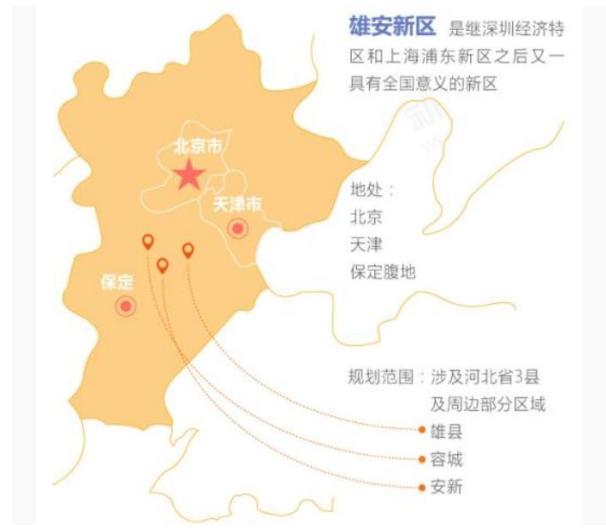 雄安新区 是继深圳经济特
区和上海浦东新区之后又一
具有全国意义的新区
北京市
天津市
保定
地处：
北京
天津
保定腹地
规划范围：涉及河北省3县
及周边部分区域
雄县
容城
安新